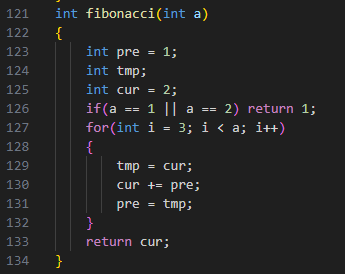 121 int fibonacci(int a)
122 {
123     int pre = 1;
124     int tmp;
125     int cur = 2;
126     if(a == 1 || a == 2) return 1;
127     for(int i = 3; i < a; i++)
128     {
129         tmp = cur;
130         cur += pre;
131         pre = tmp;
132     }
133     return cur;
134 }